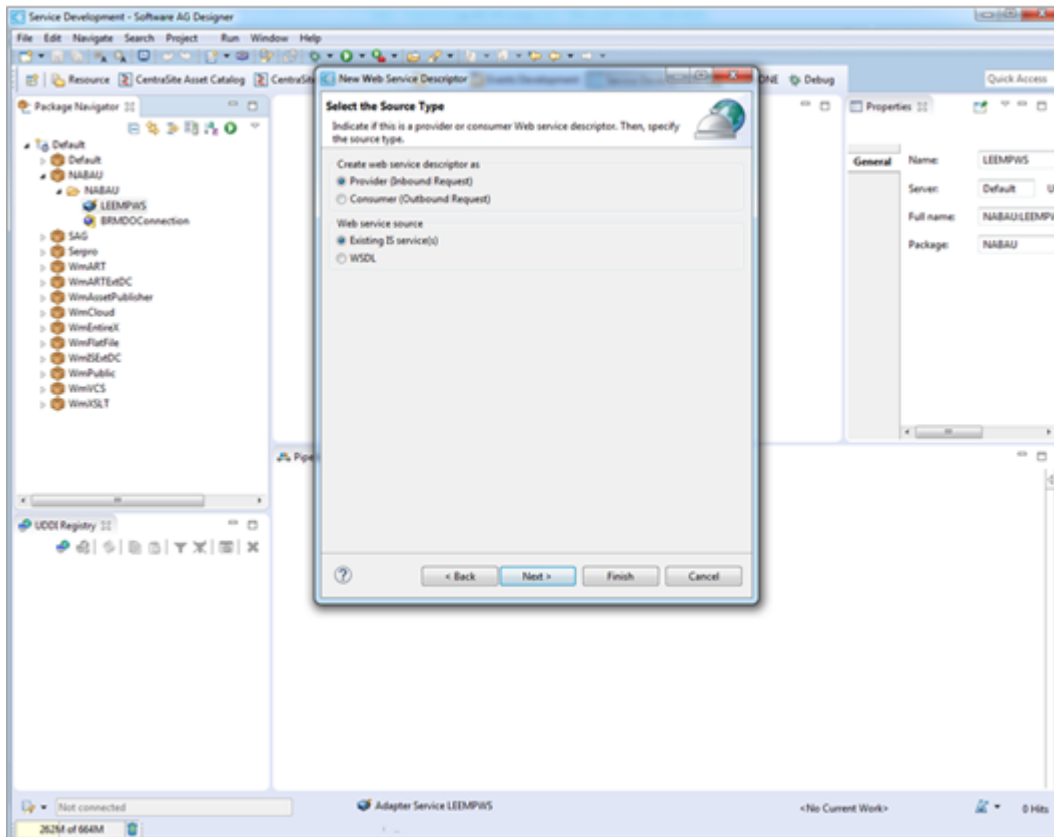 Service Development - Software AG Designer
File Edit Navigate Search Project Run Window Help
Resource CentraSite Asset Catalog CentraSit
Debug
Quick Access
New Web Service Descriptor
Select the Source Type
Indicate if this is a provider or consumer Web service descriptor. Then, specify
the source type.
Create web service descriptor as
Provider (Inbound Request)
Consumer (Outbound Request)
Web service source
Existing IS service(s)
WSDL
< Back Next > Finish Cancel
Package Navigator
Default
Default
NABAU
NABAU
LEEMPWS
BRMDOConnection
SAG
Serpro
WmART
WmARTExtDC
WmAssetPublisher
WmCloud
WmEntireX
WmFlatFile
WmISExtDC
WmPublic
WmVCS
WmXSLT
UDDI Registry
Pipe
Properties
General
Name: LEEMPWS
Server: Default U
Full name: NABAU:LEEMPW
Package: NABAU
Not connected
Adapter Service LEEMPWS
<No Current Work>
0 Hits
262M of 664M